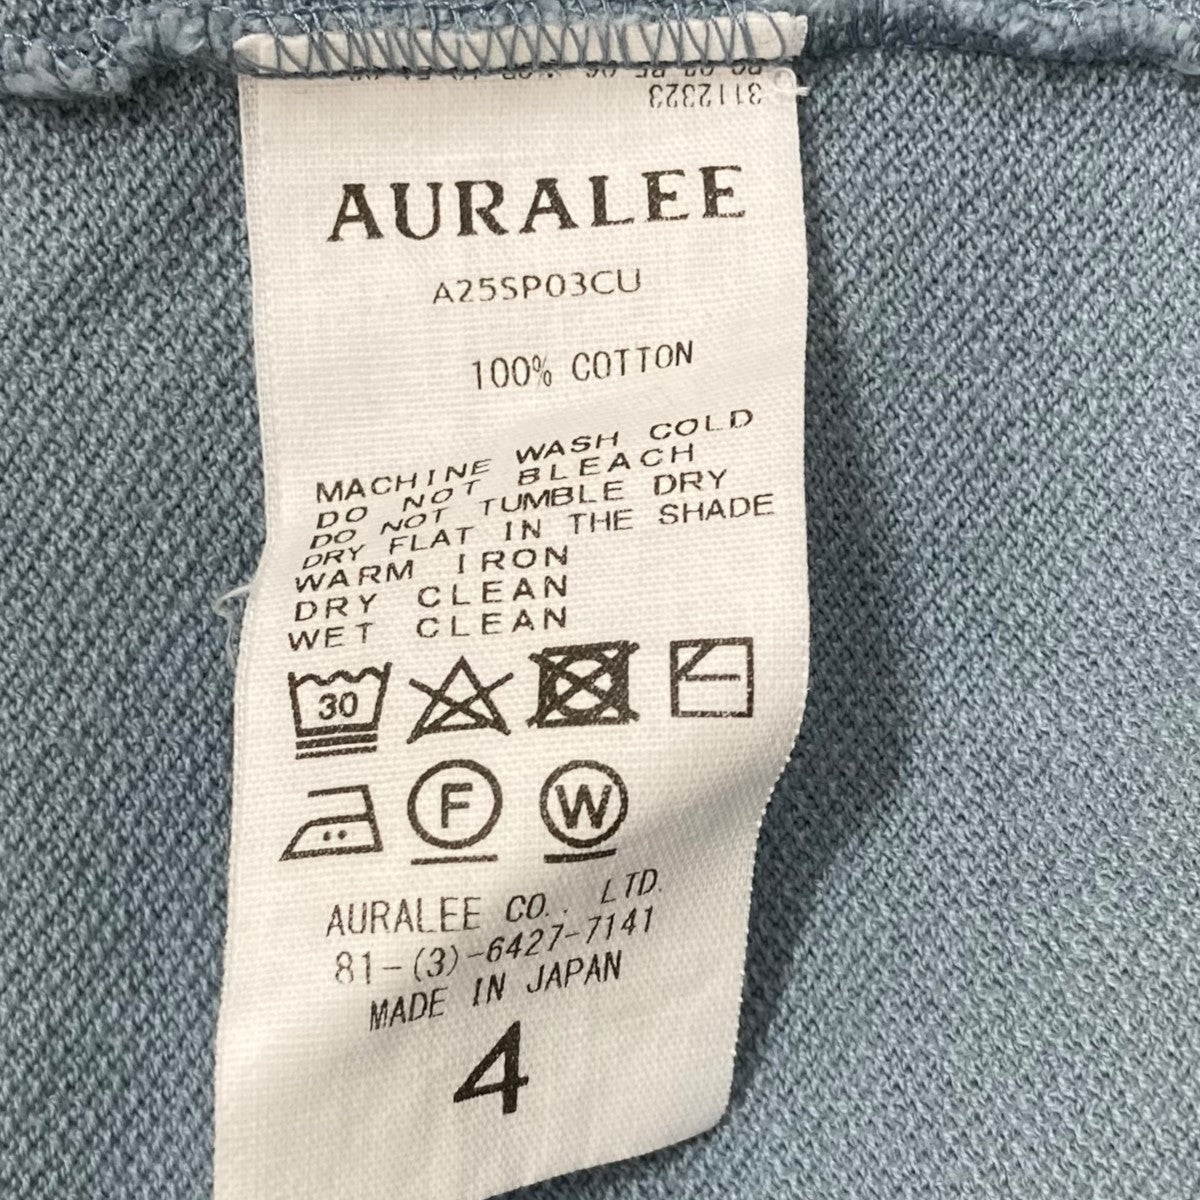 3112323
AURALEE
A25SP03CU
100% COTTON
MACHINE WASH COLD
DO NOT BLEACH
DO NOT TUMBLE DRY
DRY FLAT IN THE SHADE
WARM IRON
DRY CLEAN
WET CLEAN
30
F W
AURALEE CO., LTD.
81-(3)-6427-7141
MADE IN JAPAN
4